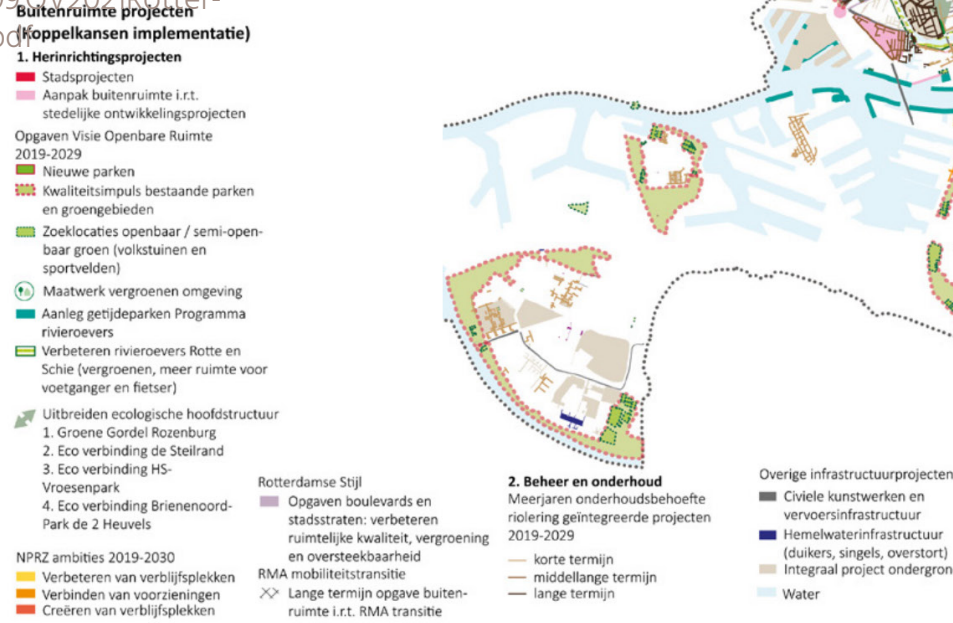 Buitenruimte projecten
(Koppelkansen implementatie)
1. Herinrichtingsprojecten
Stadsprojecten
Aanpak buitenruimte i.r.t.
stedelijke ontwikkelingsprojecten
Opgaven Visie Openbare Ruimte
2019-2029
Nieuwe parken
Kwaliteitsimpuls bestaande parken
en groengebieden
Zoeklocaties openbaar / semi-open-
baar groen (volkstuinen en
sportvelden)
Maatwerk vergroenen omgeving
Aanleg getijdeparken Programma
rivieroevers
Verbeteren rivieroevers Rotte en
Schie (vergroenen, meer ruimte voor
voetganger en fietser)
Uitbreiden ecologische hoofdstructuur
1. Groene Gordel Rozenburg
2. Eco verbinding de Steilrand
3. Eco verbinding HS-
Vroesenpark
4. Eco verbinding Brienenoord-
Park de 2 Heuvels
NPRZ ambities 2019-2030
Verbeteren van verblijfsplekken
Verbinden van voorzieningen
Creëren van verblijfsplekken
Rotterdamse Stijl
Opgaven boulevards en
stadsstraten: verbeteren
ruimtelijke kwaliteit, vergroening
en oversteekbaarheid
RMA mobiliteitstransitie
Lange termijn opgave buiten-
ruimte i.r.t. RMA transitie
2. Beheer en onderhoud
Meerjaren onderhoudsbehoefte
riolering geïntegreerde projecten
2019-2029
korte termijn
middellange termijn
lange termijn
Overige infrastructuurprojecten
Civiele kunstwerken en
vervoersinfrastructuur
Hemelwaterinfrastructuur
(duikers, singels, overstort)
Integraal project ondergron
Water